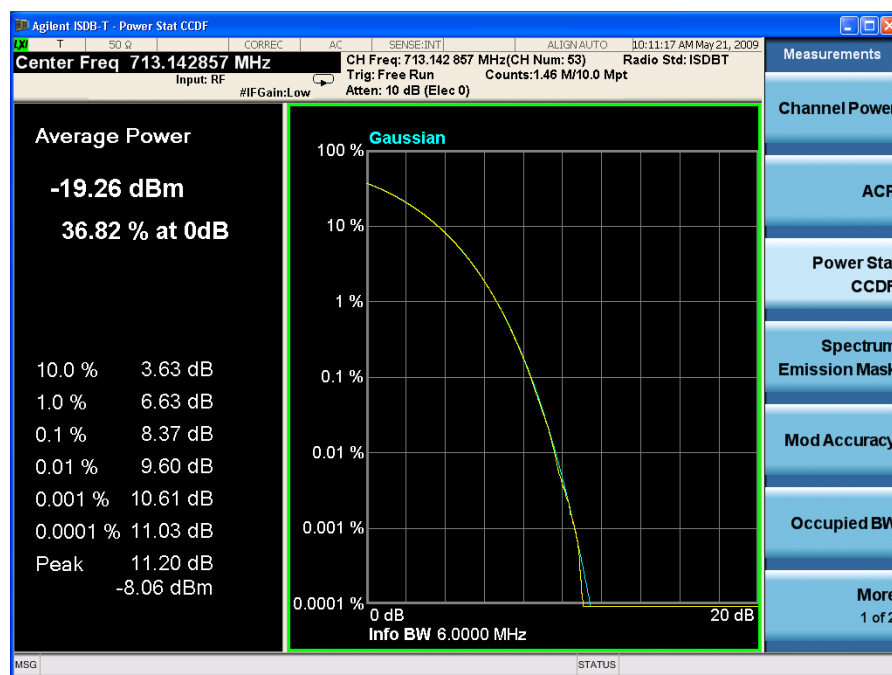 Agilent ISDB-T - Power Stat CCDF
LXI T 50 Ω CORREC AC SENSE:INT ALIGN AUTO 10:11:17 AM May 21, 2009
Center Freq 713.142857 MHz
Input: RF
#IFGain:Low
CH Freq: 713.142 857 MHz(CH Num: 53) Radio Std: ISDBT
Trig: Free Run Counts:1.46 M/10.0 Mpt
Atten: 10 dB (Elec 0)
Average Power
-19.26 dBm
36.82 % at 0dB
10.0 % 3.63 dB
1.0 % 6.63 dB
0.1 % 8.37 dB
0.01 % 9.60 dB
0.001 % 10.61 dB
0.0001 % 11.03 dB
Peak 11.20 dB
-8.06 dBm
Gaussian
100 %
10 %
1 %
0.1 %
0.01 %
0.001 %
0.0001 %
0 dB 20 dB
Info BW 6.0000 MHz
Measurements
Channel Power
ACP
Power Sta
CCDF
Spectrum
Emission Mask
Mod Accuracy
Occupied BW
More
1 of 2
MSG STATUS